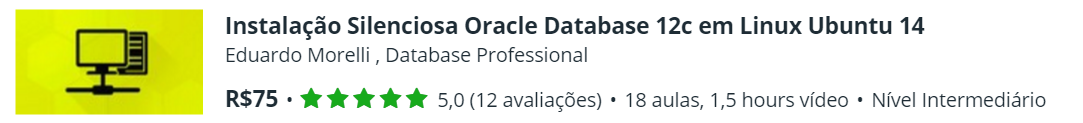 Instalação Silenciosa Oracle Database 12c em Linux Ubuntu 14
Eduardo Morelli , Database Professional
R$75 • 5,0 (12 avaliações) • 18 aulas, 1,5 hours vídeo • Nível Intermediário